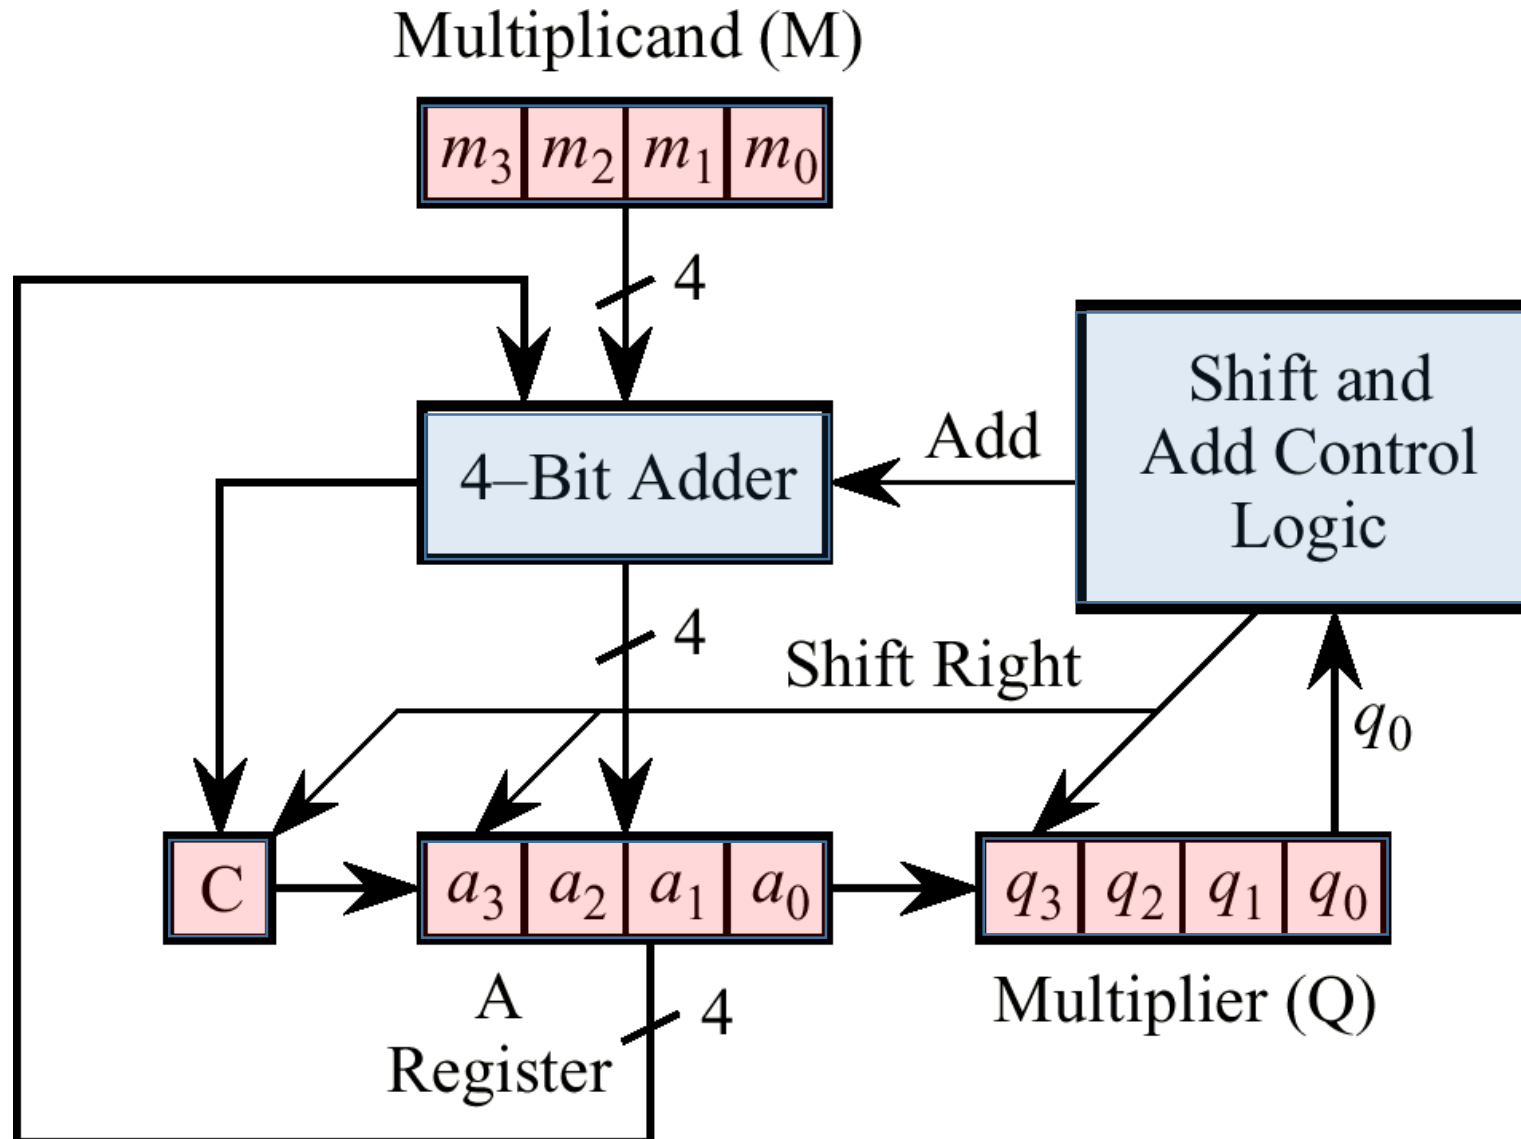 Multiplicand (M)
m3 m2 m1 m0
4
4–Bit Adder
Add
Shift and
Add Control
Logic
4
Shift Right
q0
C
a3 a2 a1 a0
q3 q2 q1 q0
A
Register
4
Multiplier (Q)